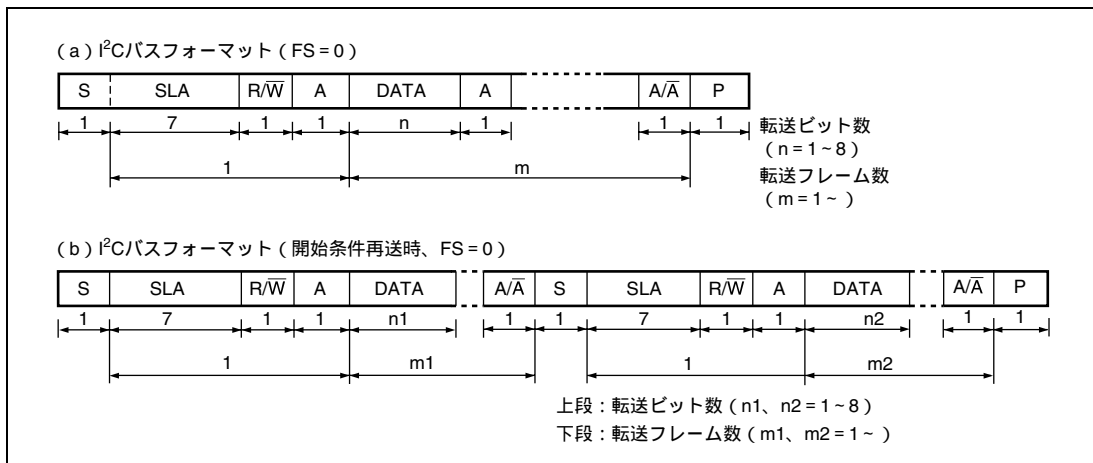 (a) I²Cバスフォーマット(FS=0)
S SLA R/W̅ A DATA A A/A̅ P
1 7 1 1 n 1 1 1 転送ビット数
(n=1~8)
1 m 転送フレーム数
(m=1~ )
(b) I²Cバスフォーマット(開始条件再送時、FS=0)
S SLA R/W̅ A DATA A/A̅ S SLA R/W̅ A DATA A/A̅ P
1 7 1 1 n1 1 1 7 1 1 n2 1 1
1 m1 1 m2
上段:転送ビット数(n1、n2=1~8)
下段:転送フレーム数(m1、m2=1~ )